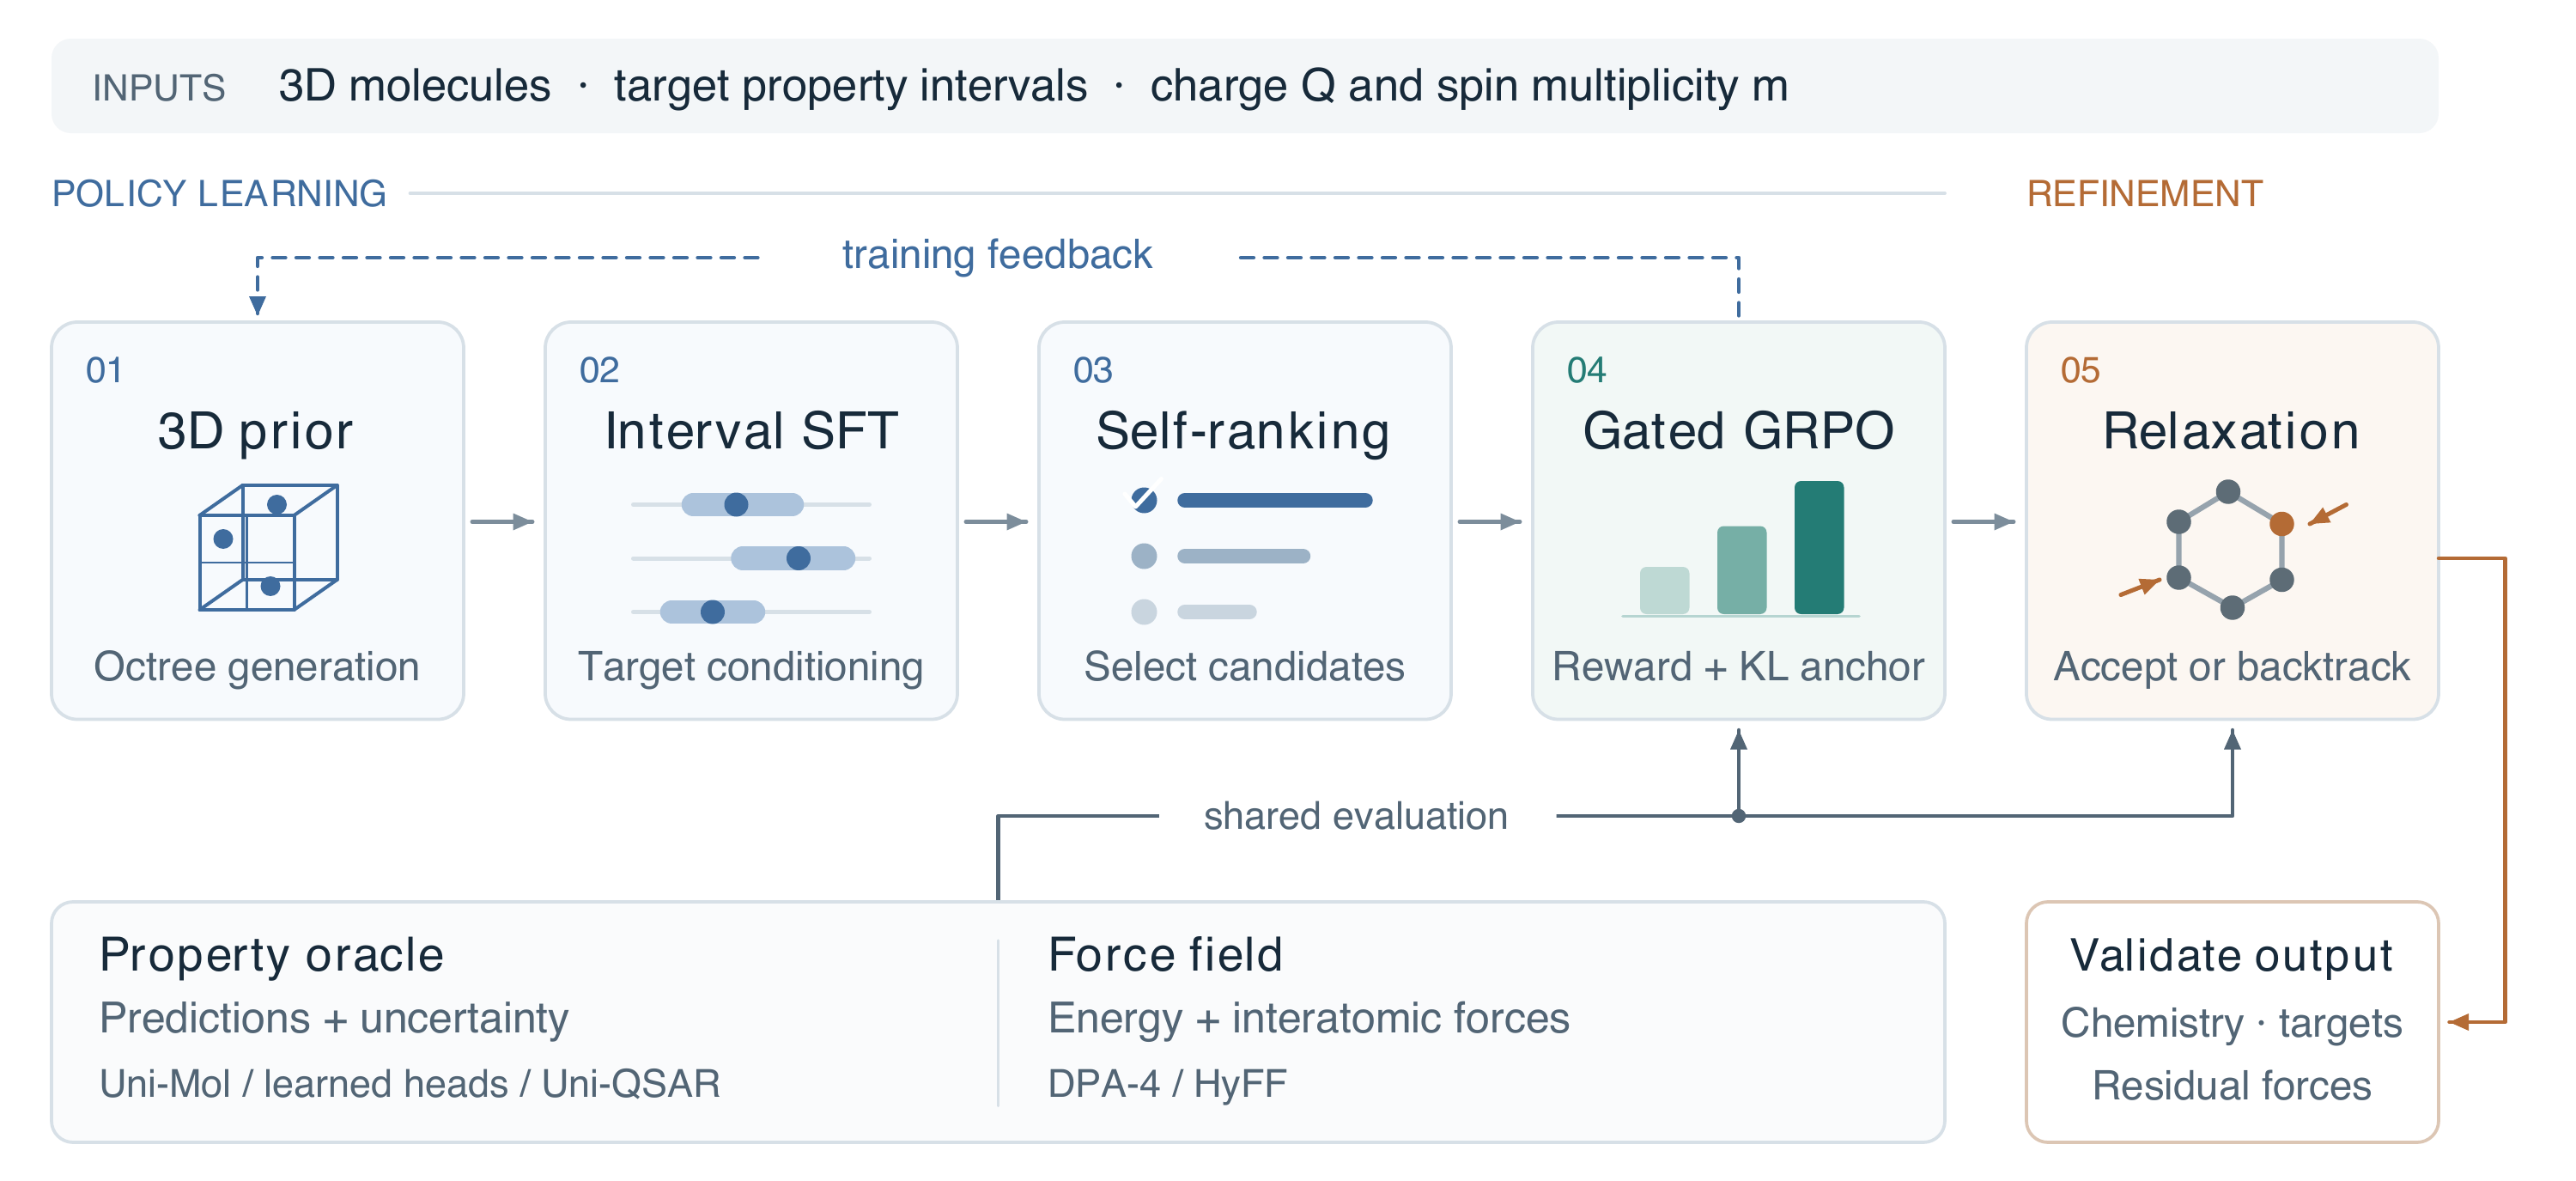 INPUTS 3D molecules · target property intervals · charge Q and spin multiplicity m
POLICY LEARNING
REFINEMENT
training feedback
01
3D prior
Octree generation
02
Interval SFT
Target conditioning
03
Self-ranking
Select candidates
04
Gated GRPO
Reward + KL anchor
05
Relaxation
Accept or backtrack
shared evaluation
Property oracle
Predictions + uncertainty
Uni-Mol / learned heads / Uni-QSAR
Force field
Energy + interatomic forces
DPA-4 / HyFF
Validate output
Chemistry · targets
Residual forces